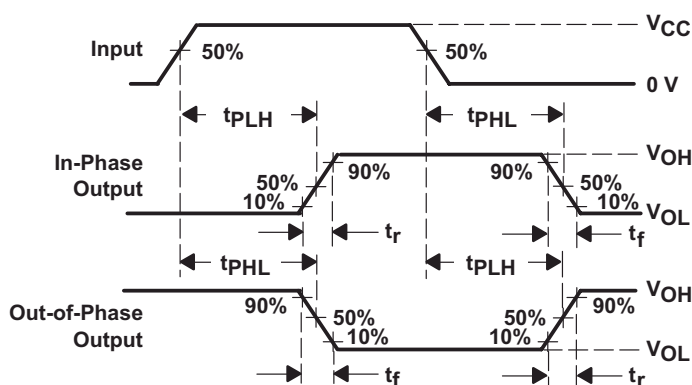 VCC
Input 50% 50%
0 V
tPLH tPHL
In-Phase Output 90% 90% VOH
50% 50%
10% 10% VOL
tr tf
tPHL tPLH
Out-of-Phase Output 90% 90% VOH
50% 50%
10% 10% VOL
tf tr